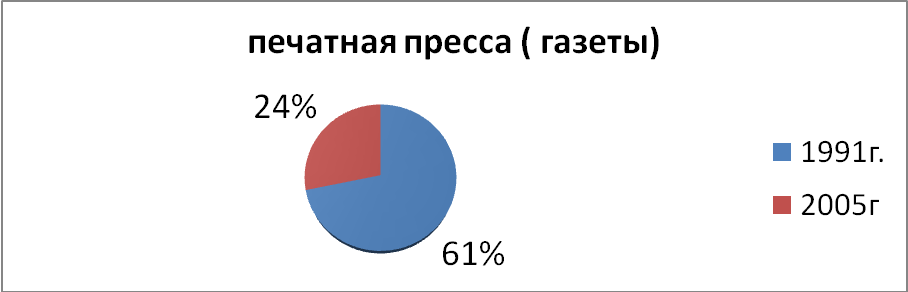 печатная пресса ( газеты)
24%
61%
1991г.
2005г